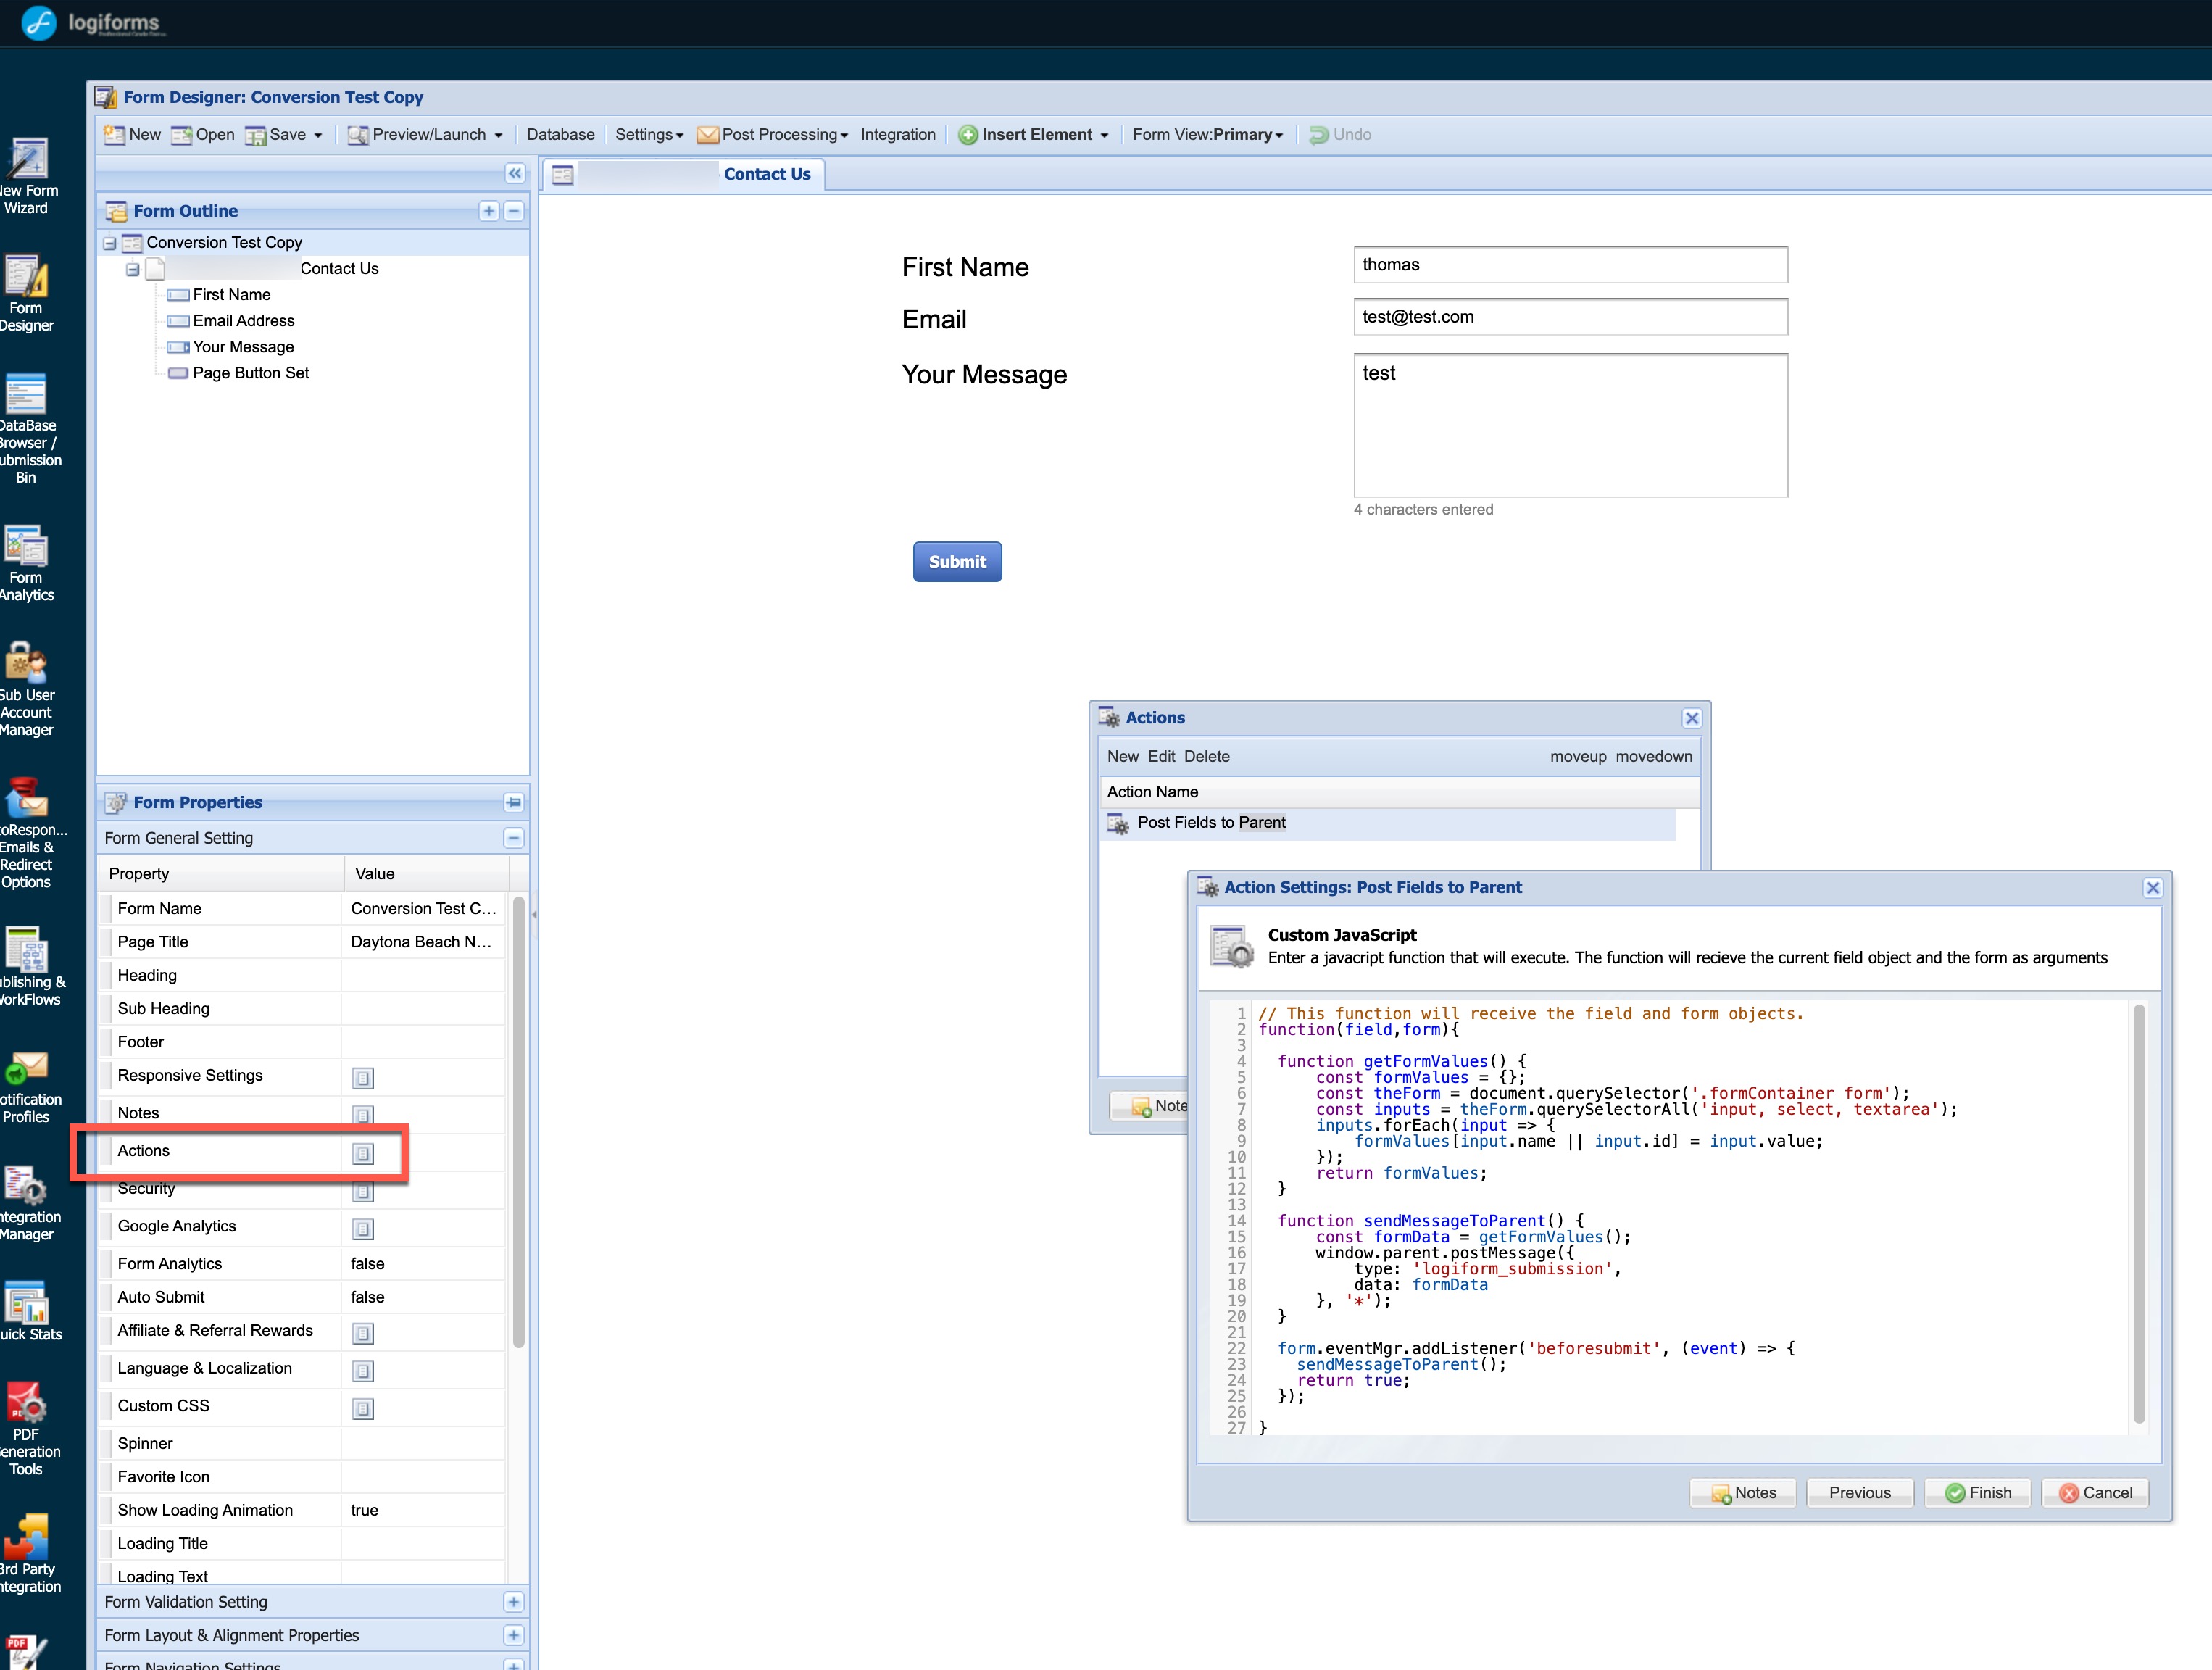 logiforms
Form Designer: Conversion Test Copy
New Open Save Preview/Launch Database Settings Post Processing Integration Insert Element Form View:Primary Undo
Contact Us
New Form
Wizard
Form
Designer
DataBase
Browser /
Submission
Bin
Form
Analytics
Sub User
Account
Manager
toRespon...
Emails &
Redirect
Options
ublishing &
WorkFlows
otification
Profiles
ntegration
Manager
uick Stats
PDF
eneration
Tools
3rd Party
ntegration
PDF
Form Outline
Conversion Test Copy
Contact Us
First Name
Email Address
Your Message
Page Button Set
First Name
thomas
Email
test@test.com
Your Message
test
4 characters entered
Submit
Form Properties
Form General Setting
Property Value
Form Name Conversion Test C...
Page Title Daytona Beach N...
Heading
Sub Heading
Footer
Responsive Settings
Notes
Actions
Security
Google Analytics
Form Analytics false
Auto Submit false
Affiliate & Referral Rewards
Language & Localization
Custom CSS
Spinner
Favorite Icon
Show Loading Animation true
Loading Title
Loading Text
Form Validation Setting
Form Layout & Alignment Properties
Form Navigation Settings
Actions
New Edit Delete moveup movedown
Action Name
Post Fields to Parent
Note
Action Settings: Post Fields to Parent
Custom JavaScript
Enter a javacript function that will execute. The function will recieve the current field object and the form as arguments
1 // This function will receive the field and form objects.
2 function(field,form){
3
4 function getFormValues() {
5 const formValues = {};
6 const theForm = document.querySelector('.formContainer form');
7 const inputs = theForm.querySelectorAll('input, select, textarea');
8 inputs.forEach(input => {
9 formValues[input.name || input.id] = input.value;
10 });
11 return formValues;
12 }
13
14 function sendMessageToParent() {
15 const formData = getFormValues();
16 window.parent.postMessage({
17 type: 'logiform_submission',
18 data: formData
19 }, '*');
20 }
21
22 form.eventMgr.addListener('beforesubmit', (event) => {
23 sendMessageToParent();
24 return true;
25 });
26
27 }
Notes Previous Finish Cancel